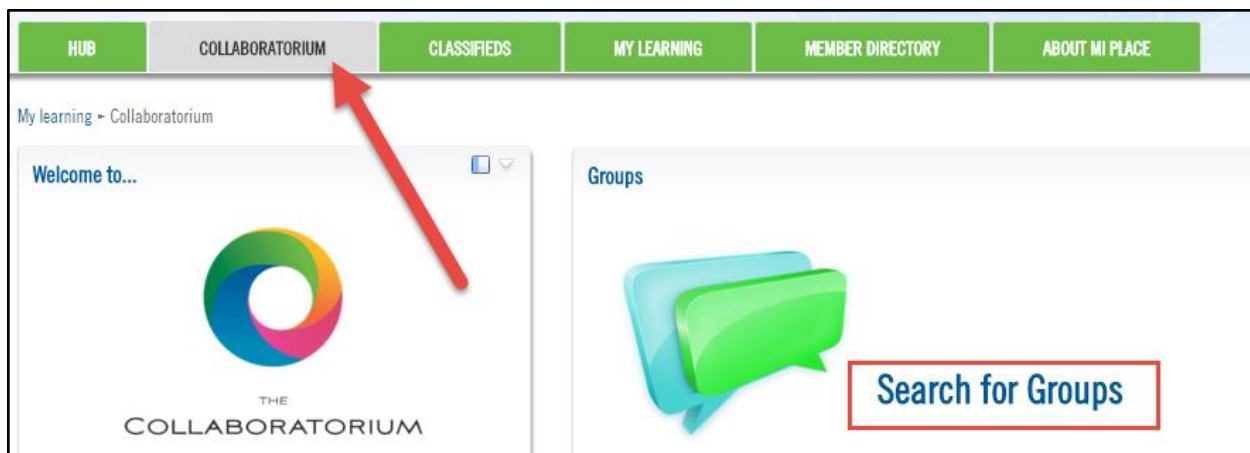 HUB COLLABORATORIUM CLASSIFIEDS MY LEARNING MEMBER DIRECTORY ABOUT MI PLACE
My learning ► Collaboratorium
Welcome to...
THE
COLLABORATORIUM
Groups
Search for Groups